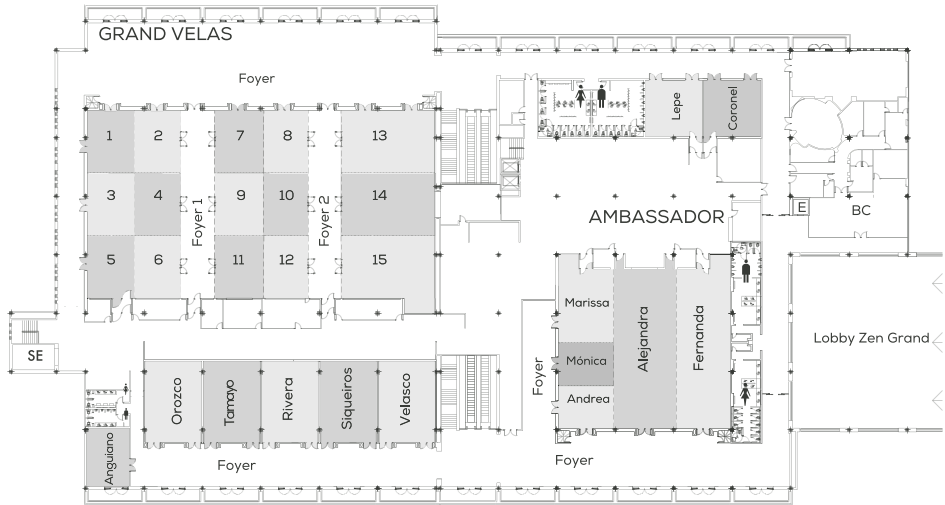 GRAND VELAS
Foyer
1 2 7 8 13
3 4 9 10 14
5 6 11 12 15
Foyer 1
Foyer 2
Lepe
Coronel
AMBASSADOR
E
BC
Marissa
Mónica
Andrea
Alejandra
Fernanda
Foyer
Lobby Zen Grand
SE
Orozco
Tamayo
Rivera
Siqueiros
Velasco
Anguiano
Foyer
Foyer